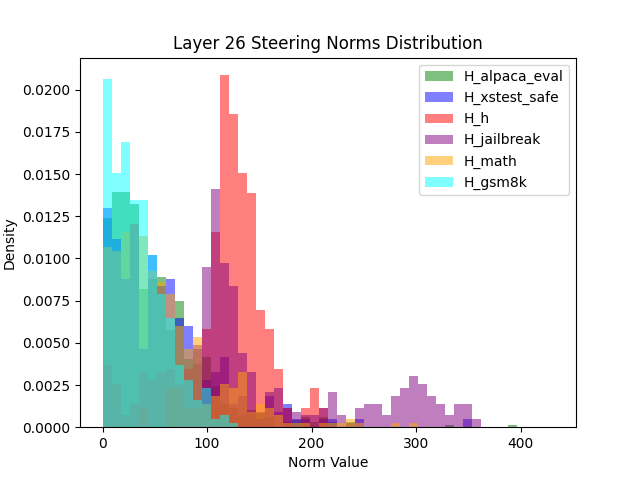 Layer 26 Steering Norms Distribution
H_alpaca_eval
H_xstest_safe
H_h
H_jailbreak
H_math
H_gsm8k
Density
0.0200
0.0175
0.0150
0.0125
0.0100
0.0075
0.0050
0.0025
0.0000
0
100
200
300
400
Norm Value